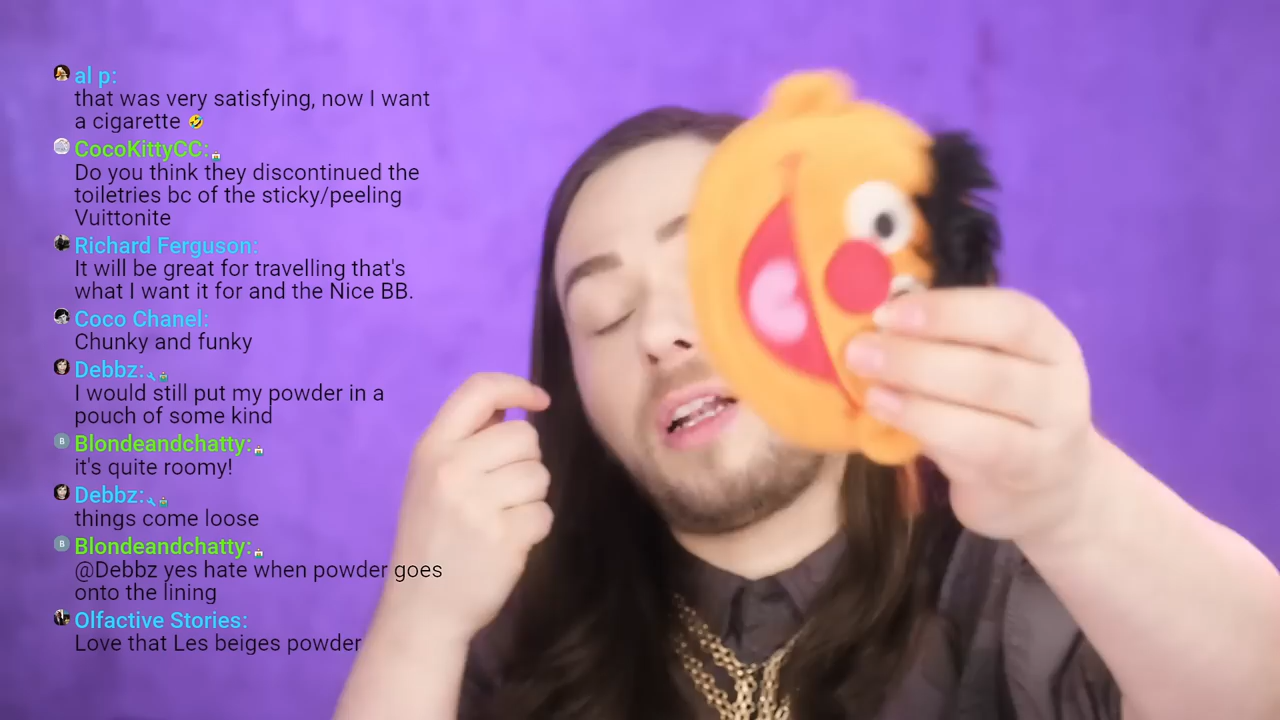 al p:
that was very satisfying, now I want
a cigarette 🤣
CocoKittyCC:
Do you think they discontinued the
toiletries bc of the sticky/peeling
Vuittonite
Richard Ferguson:
It will be great for travelling that's
what I want it for and the Nice BB.
Coco Chanel:
Chunky and funky
Debbz:
I would still put my powder in a
pouch of some kind
Blondeandchatty:
it's quite roomy!
Debbz:
things come loose
Blondeandchatty:
@Debbz yes hate when powder goes
onto the lining
Olfactive Stories:
Love that Les beiges powder